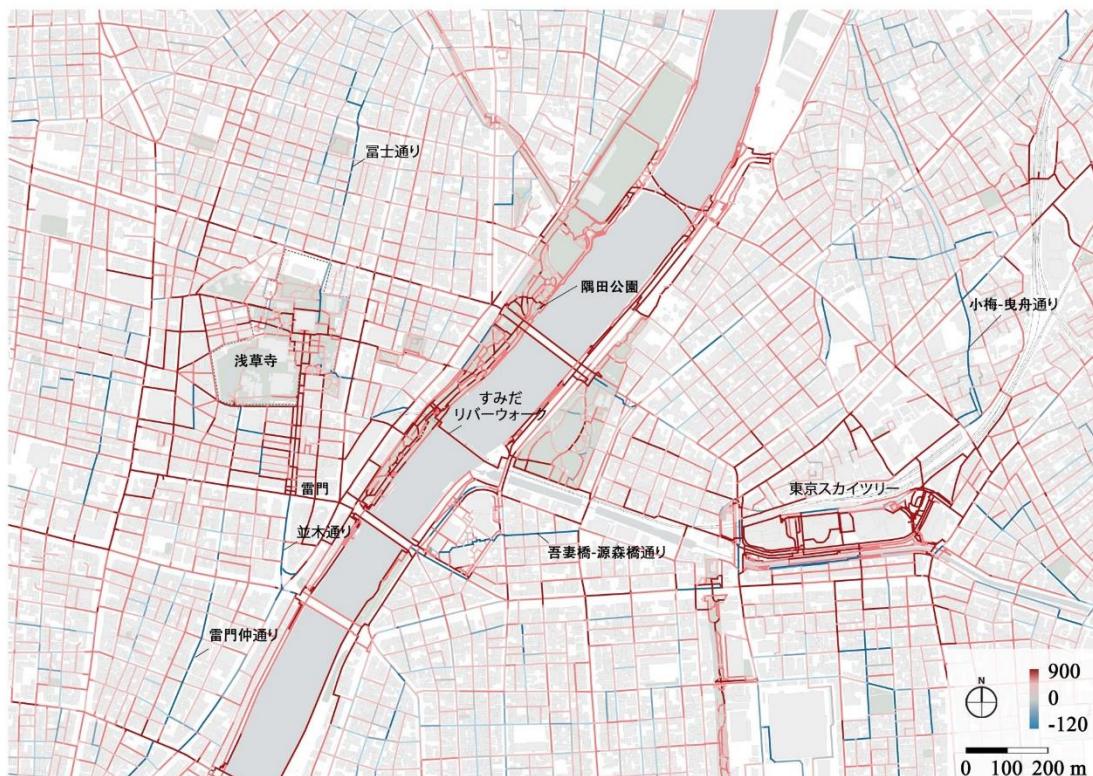 冨士通り
隅田公園
小梅-曳舟通り
浅草寺
すみだ
リバーウォーク
雷門
東京スカイツリー
並木通り
吾妻橋-源森橋通り
雷門仲通り
N
900
0
-120
0 100 200 m